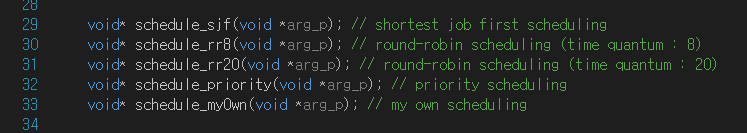 28
29 void* schedule_sjf(void *arg_p); // shortest job first scheduling
30 void* schedule_rr8(void *arg_p); // round-robin scheduling (time quantum : 8)
31 void* schedule_rr20(void *arg_p); // round-robin scheduling (time quantum : 20)
32 void* schedule_priority(void *arg_p); // priority scheduling
33 void* schedule_myOwn(void *arg_p); // my own scheduling
34